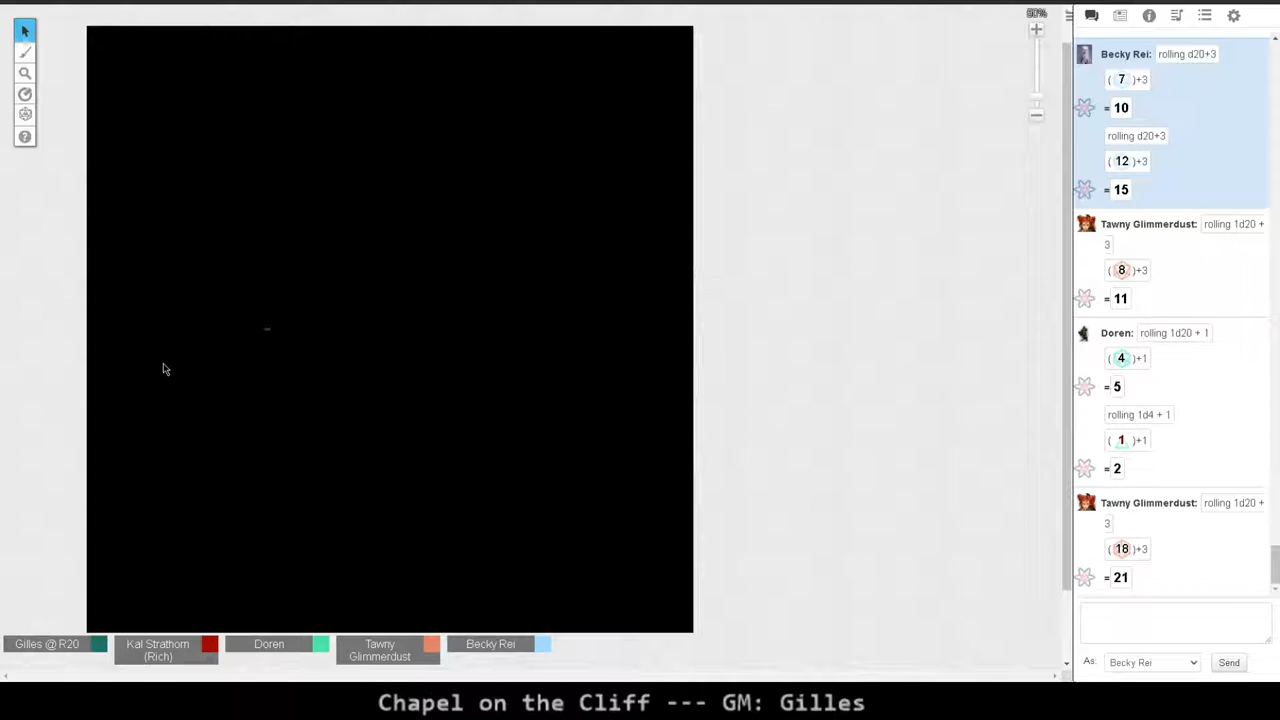 80%
Becky Rei: rolling d20+3
(7)+3
= 10
rolling d20+3
(12)+3
= 15
Tawny Glimmerdust: rolling 1d20 +
3
(8)+3
= 11
Doren: rolling 1d20 + 1
(4)+1
= 5
rolling 1d4 + 1
(1)+1
= 2
Tawny Glimmerdust: rolling 1d20 +
3
(18)+3
= 21
Gilles @ R20
Kal Strathorn
(Rich)
Doren
Tawny
Glimmerdust
Becky Rei
As: Becky Rei Send
Chapel on the Cliff --- GM: Gilles